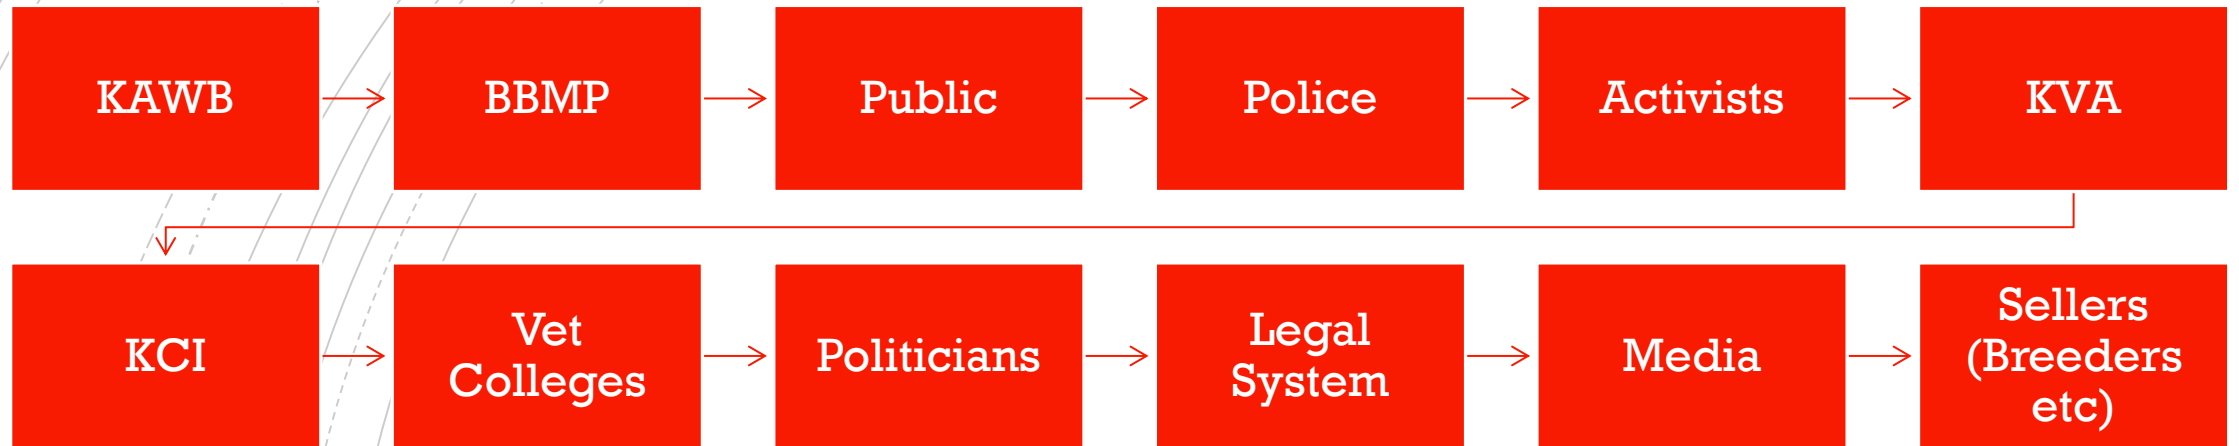 KAWB
BBMP
Public
Police
Activists
KVA
KCI
Vet
Colleges
Politicians
Legal
System
Media
Sellers
(Breeders
etc)